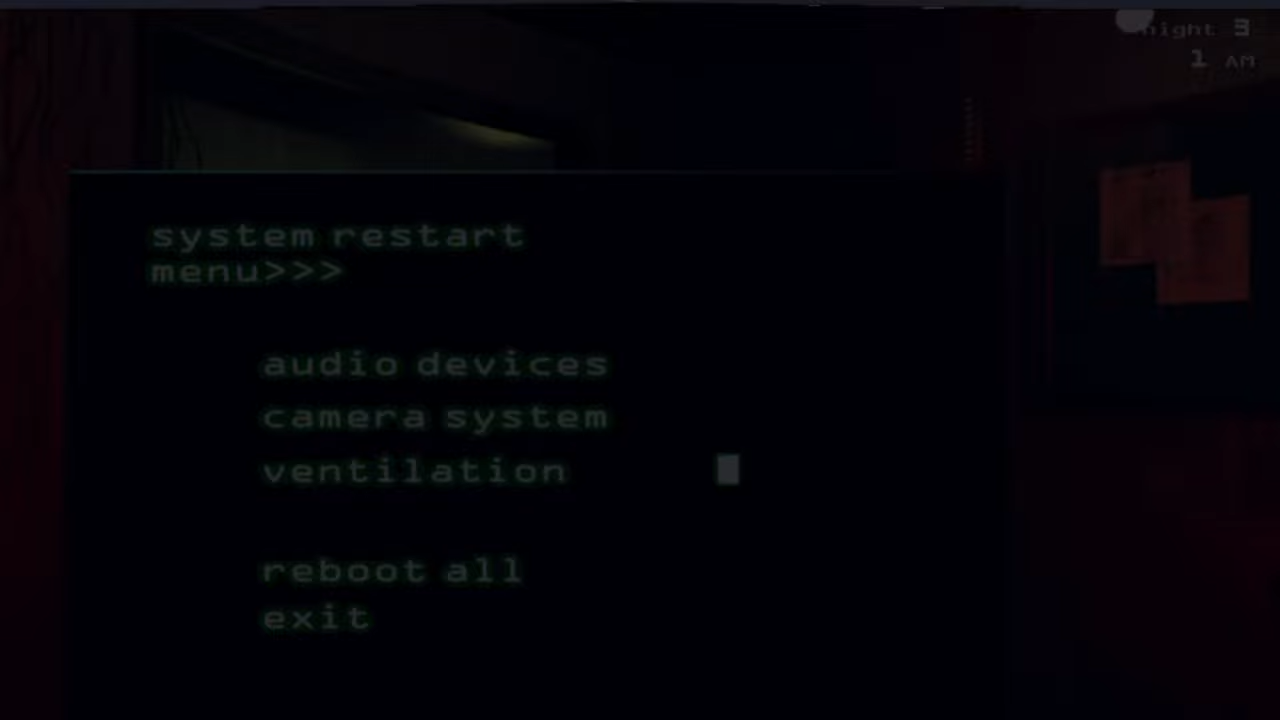 night 3
1 AM
system restart
menu>>>
audio devices
camera system
ventilation
reboot all
exit